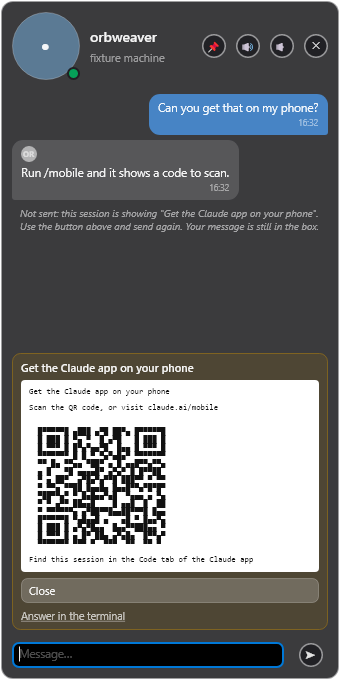 orbweaver
fixture machine
Can you get that on my phone?
16:32
OR
Run /mobile and it shows a code to scan.
16:32
Not sent: this session is showing "Get the Claude app on your phone".
Use the button above and send again. Your message is still in the box.
Get the Claude app on your phone
Get the Claude app on your phone
Scan the QR code, or visit claude.ai/mobile
Find this session in the Code tab of the Claude app
Close
Answer in the terminal
Message...